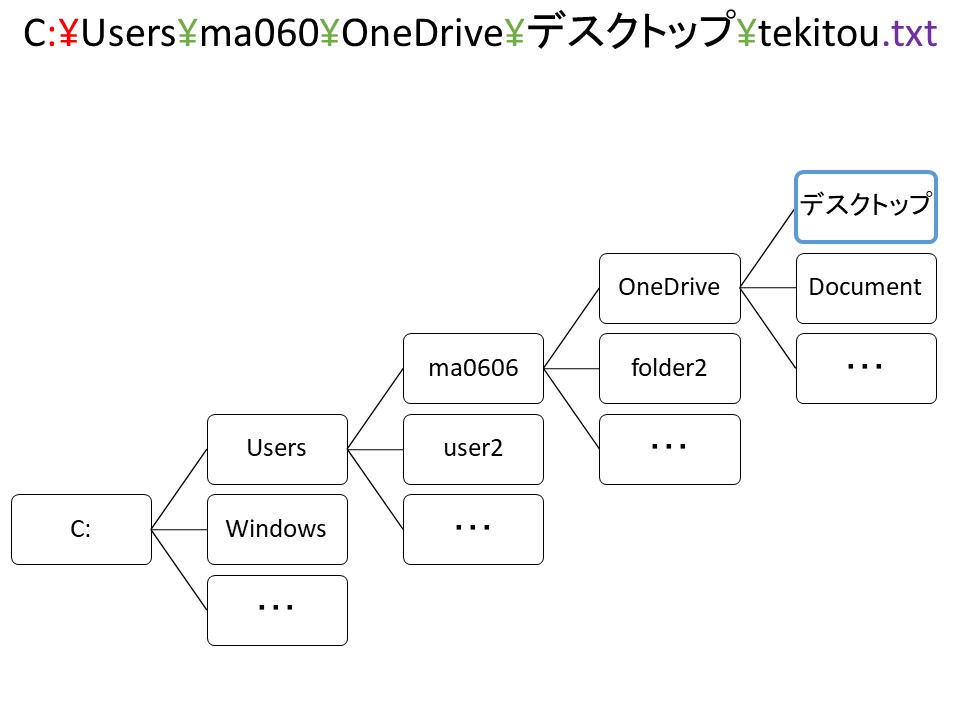 C:¥Users¥ma060¥OneDrive¥デスクトップ¥tekitou.txt
デスクトップ
OneDrive
Document
ma0606
folder2
・・・
Users
user2
・・・
C:
Windows
・・・
・・・